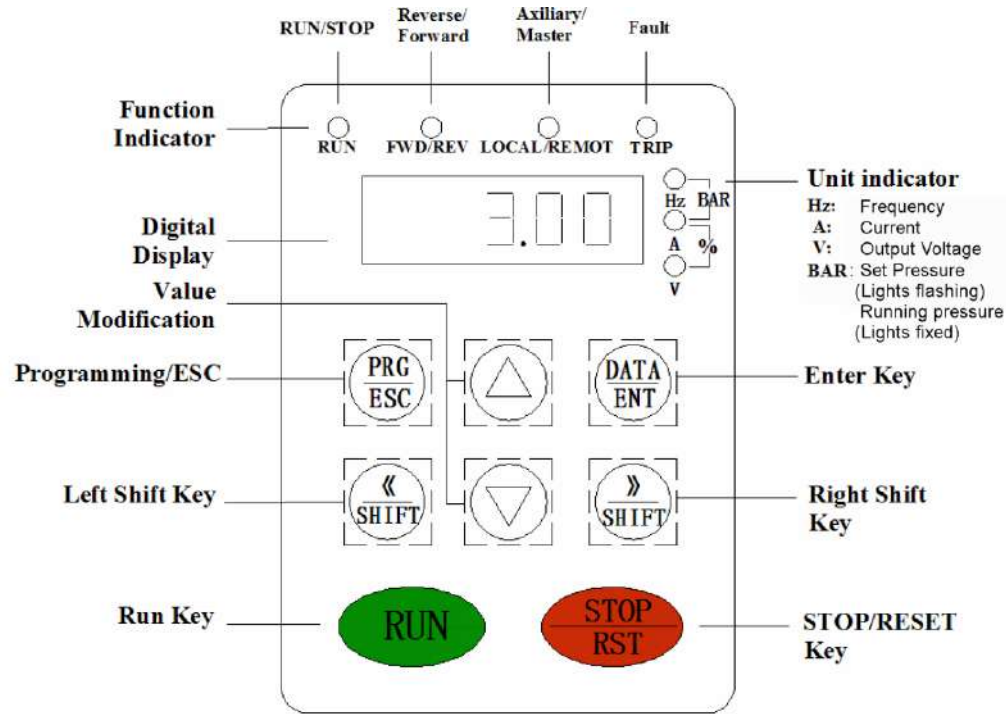 RUN/STOP
Reverse/
Forward
Axiliary/
Master
Fault
Function
Indicator
RUN
FWD/REV
LOCAL/REMOT
TRIP
Digital
Display
3.00
Hz
BAR
A
%
V
Unit indicator
Hz: Frequency
A: Current
V: Output Voltage
BAR: Set Pressure
(Lights flashing)
Running pressure
(Lights fixed)
Value
Modification
Programming/ESC
PRG
ESC
DATA
ENT
Enter Key
Left Shift Key
《
SHIFT
》
SHIFT
Right Shift
Key
Run Key
RUN
STOP
RST
STOP/RESET
Key